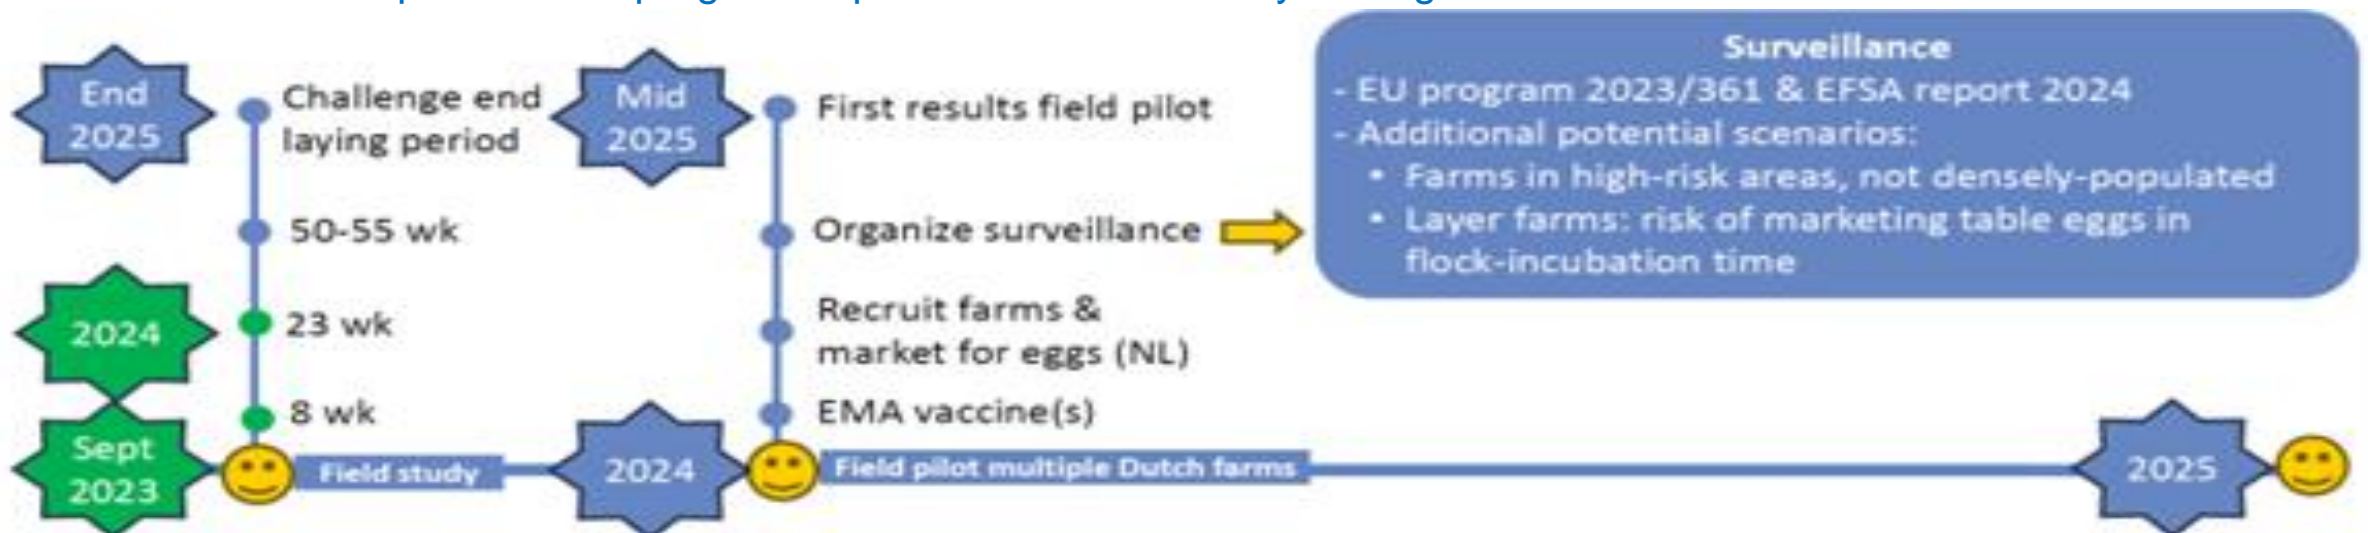 End
2025
Challenge end
laying period
50-55 wk
2024
23 wk
8 wk
Sept
2023
Field study
Mid
2025
First results field pilot
Organize surveillance
Recruit farms &
market for eggs (NL)
EMA vaccine(s)
2024
Field pilot multiple Dutch farms
Surveillance
- EU program 2023/361 & EFSA report 2024
- Additional potential scenarios:
• Farms in high-risk areas, not densely-populated
• Layer farms: risk of marketing table eggs in
flock-incubation time
2025